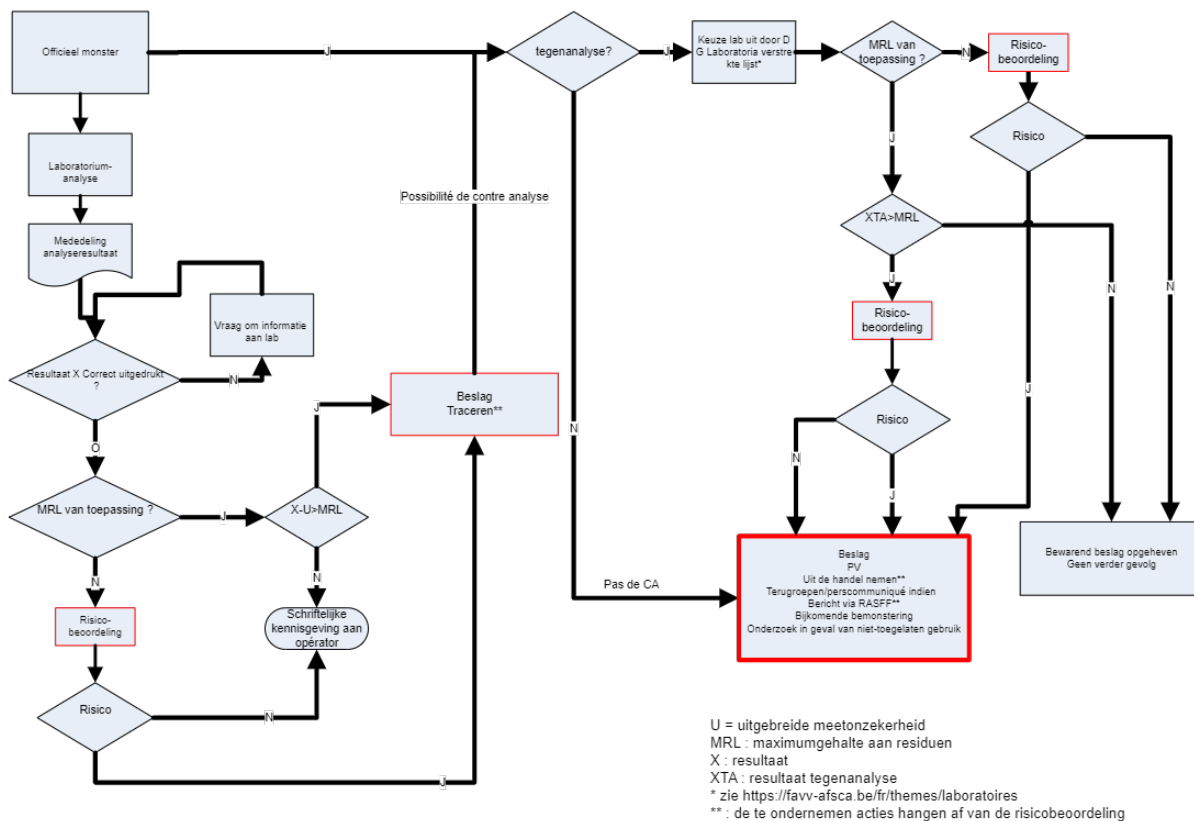 Officieel monster
J
tegenanalyse?
J
Keuze lab uit door D
G Laboratoria verstre
kte lijst*
MRL van
toepassing ?
N
Risico-
beoordeling
Laboratorium-
analyse
J
Risico
N
Possibilité de contre analyse
Mededeling
analyseresultaat
XTA>MRL
J
N
N
Vraag om informatie
aan lab
Risico-
beoordeling
Resultaat X Correct uitgedrukt
?
N
J
Beslag
Traceren**
J
Risico
N
O
N
J
MRL van toepassing ?
J
X-U>MRL
N
N
Beslag
PV
Uit de handel nemen**
Terugroepen/perscommuniqué indien
Bericht via RASFF**
Bijkomende bemonstering
Onderzoek in geval van niet-toegelaten gebruik
Bewarend beslag opgeheven
Geen verder gevolg
Pas de CA
Risico-
beoordeling
Schriftelijke
kennisgeving aan
opérator
Risico
N
J
U = uitgebreide meetonzekerheid
MRL : maximumgehalte aan residuen
X : resultaat
XTA : resultaat tegenanalyse
* zie https://favv-afsca.be/fr/themes/laboratoires
** : de te ondernemen acties hangen af van de risicobeoordeling